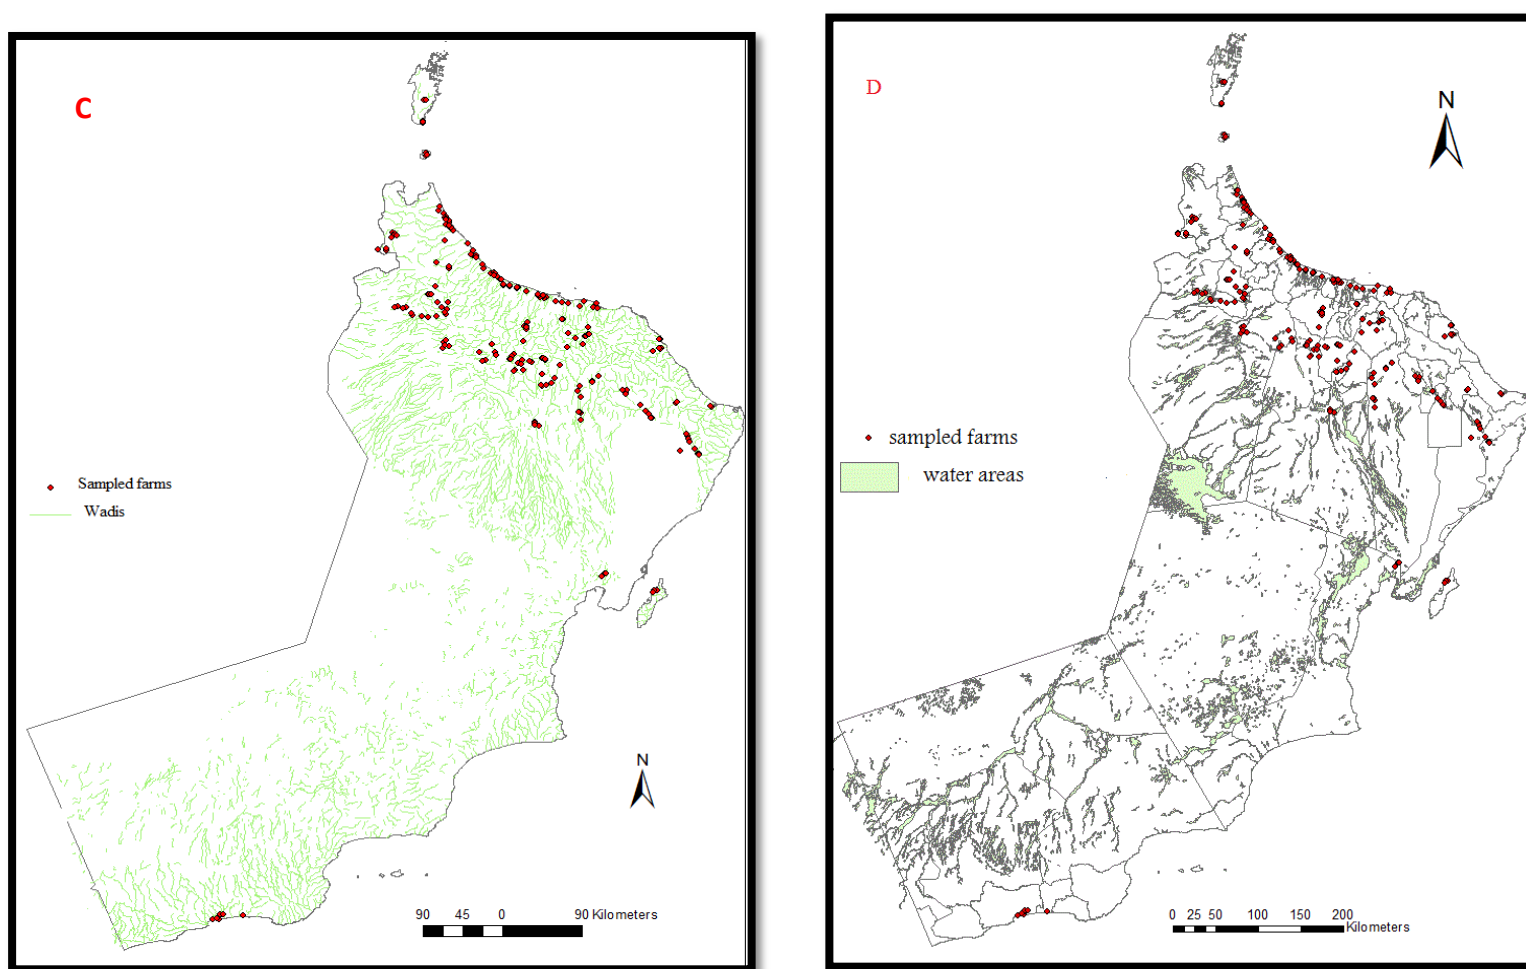 C
Sampled farms
Wadis
N
90 45 0 90 Kilometers
D
N
sampled farms
water areas
0 25 50 100 150 200
Kilometers